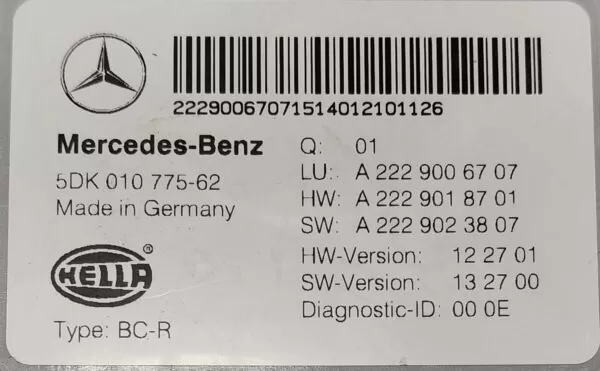 2229006707151401210​1126
Mercedes-Benz
5DK 010 775-62
Made in Germany
HELLA ®
Type: BC-R
Q: 01
LU: A 222 900 67 07
HW: A 222 901 87 01
SW: A 222 902 38 07
HW-Version: 12 27 01
SW-Version: 13 27 00
Diagnostic-ID: 00 0E